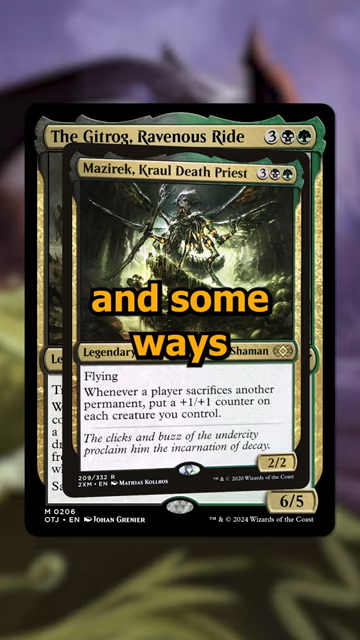 The Gitrog, Ravenous Ride 3
Mazirek, Kraul Death Priest 3
and some
ways
Legendary Shaman
Flying
Whenever a player sacrifices another
permanent, put a +1/+1 counter on
each creature you control.
The clicks and buzz of the undercity
proclaim him the incarnation of decay.
2/2
209/332 R
2XM • EN Mathias Kollros ™ & © 2020 Wizards of the Coast
6/5
M 0206
OTJ • EN Johan Grenier ™ & © 2024 Wizards of the Coast